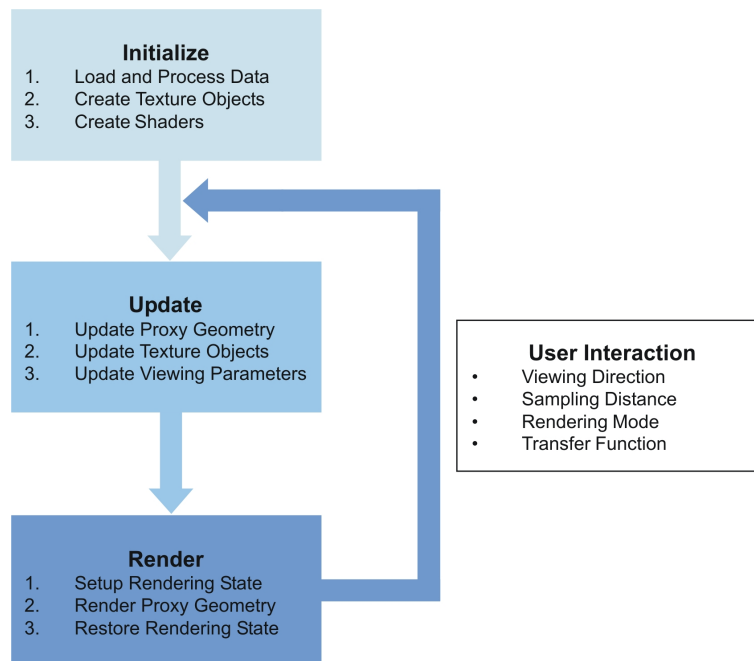 Initialize
1. Load and Process Data
2. Create Texture Objects
3. Create Shaders
Update
1. Update Proxy Geometry
2. Update Texture Objects
3. Update Viewing Parameters
User Interaction
• Viewing Direction
• Sampling Distance
• Rendering Mode
• Transfer Function
Render
1. Setup Rendering State
2. Render Proxy Geometry
3. Restore Rendering State